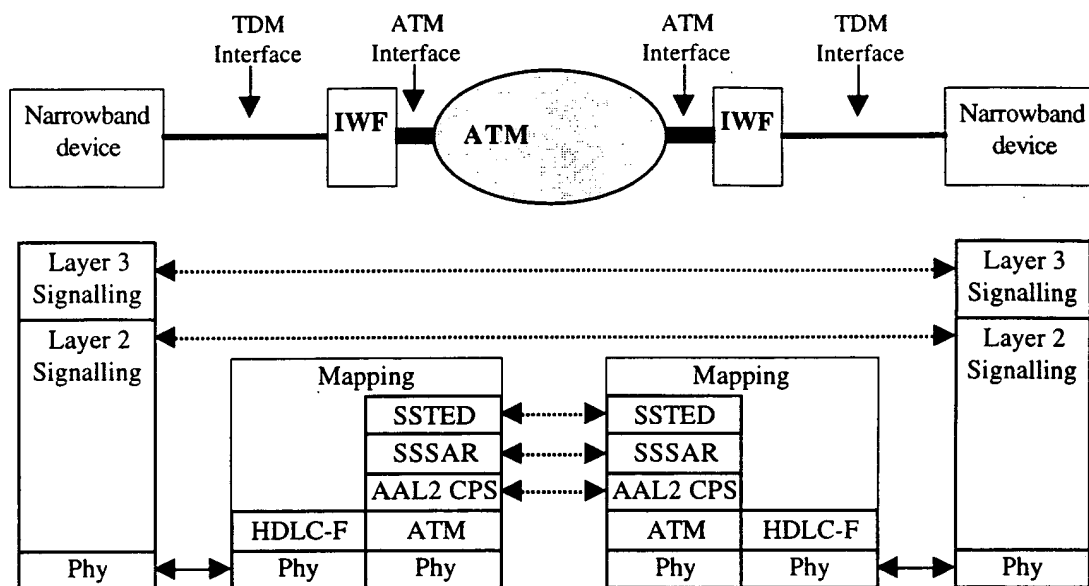 TDM
Interface
ATM
Interface
ATM
Interface
TDM
Interface
Narrowband
device
IWF
ATM
IWF
Narrowband
device
Layer 3
Signalling
Layer 3
Signalling
Layer 2
Signalling
Layer 2
Signalling
Mapping
Mapping
SSTED
SSTED
SSSAR
SSSAR
AAL2 CPS
AAL2 CPS
HDLC-F
ATM
ATM
HDLC-F
Phy
Phy
Phy
Phy
Phy
Phy